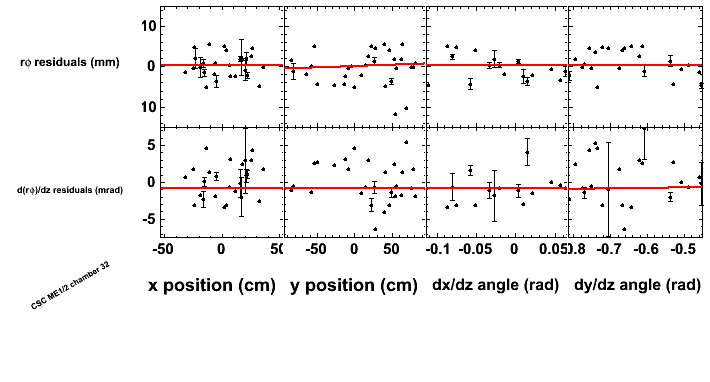 15
10
5
rϕ residuals (mm)
0
10
5
d(rϕ)/dz residuals (mrad)
0
-5
-50 0 50 -50 0 50 -0.1 -0.05 0 0.05 0.8 -0.7 -0.6 -0.5
x position (cm) y position (cm) dx/dz angle (rad) dy/dz angle (rad)
CSC ME1/2 chamber 32